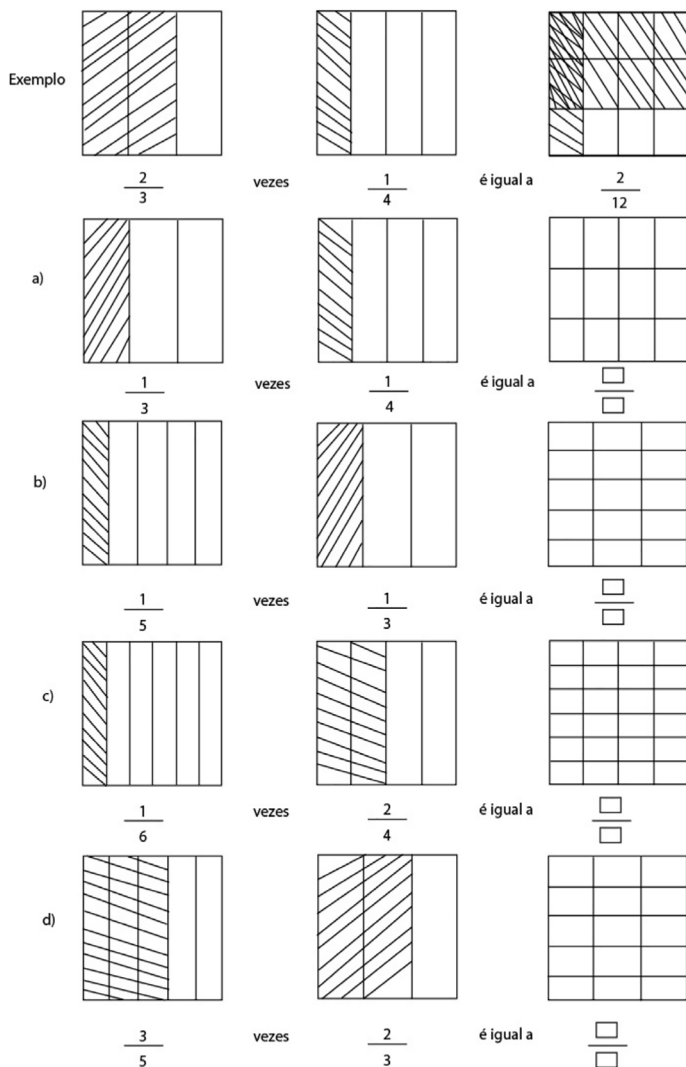 Exemplo
2/3 vezes 1/4 é igual a 2/12
a)
1/3 vezes 1/4 é igual a □/□
b)
1/5 vezes 1/3 é igual a □/□
c)
1/6 vezes 2/4 é igual a □/□
d)
3/5 vezes 2/3 é igual a □/□